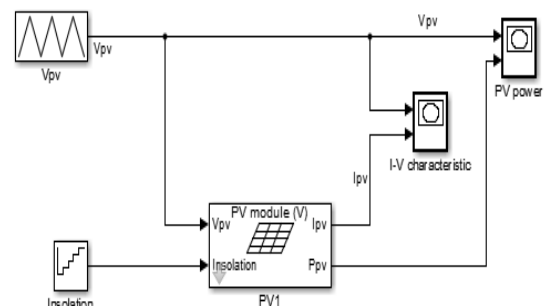 Vpv
Vpv
Vpv
PV power
I-V characteristic
Ipv
PV module (V)
Vpv
Ipv
Insolation
Ppv
PV1
Insolation